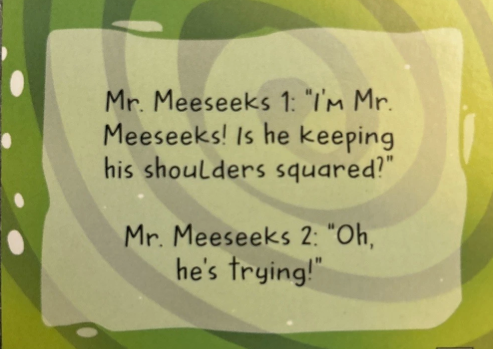 Mr. Meeseeks 1: "I'm Mr.
Meeseeks! Is he keeping
his shoulders squared?"
Mr. Meeseeks 2: "Oh,
he's trying!"